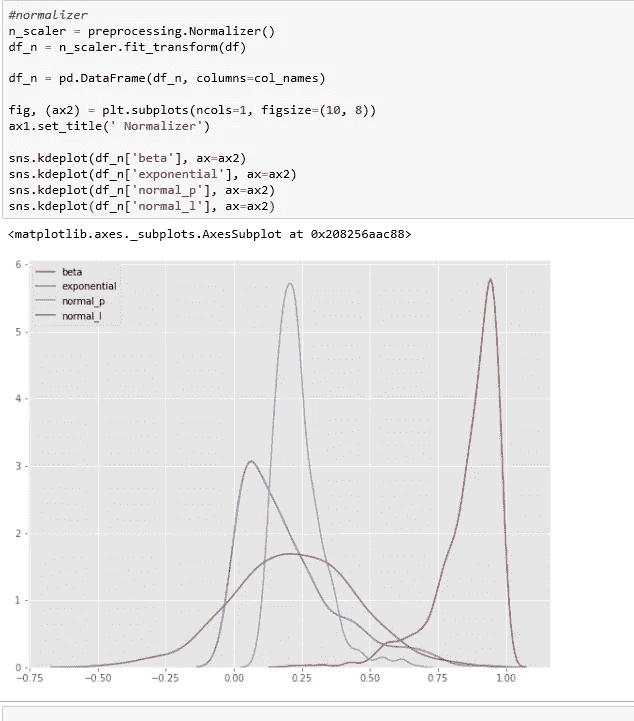 #normalizer
n_scaler = preprocessing.Normalizer()
df_n = n_scaler.fit_transform(df)
df_n = pd.DataFrame(df_n, columns=col_names)
fig, (ax2) = plt.subplots(ncols=1, figsize=(10, 8))
ax1.set_title(' Normalizer')
sns.kdeplot(df_n['beta'], ax=ax2)
sns.kdeplot(df_n['exponential'], ax=ax2)
sns.kdeplot(df_n['normal_p'], ax=ax2)
sns.kdeplot(df_n['normal_l'], ax=ax2)
<matplotlib.axes._subplots.AxesSubplot at 0x208256aac88>
6
beta
exponential
normal_p
normal_l
5
4
3
2
1
0
−0.75 −0.50 −0.25 0.00 0.25 0.50 0.75 1.00